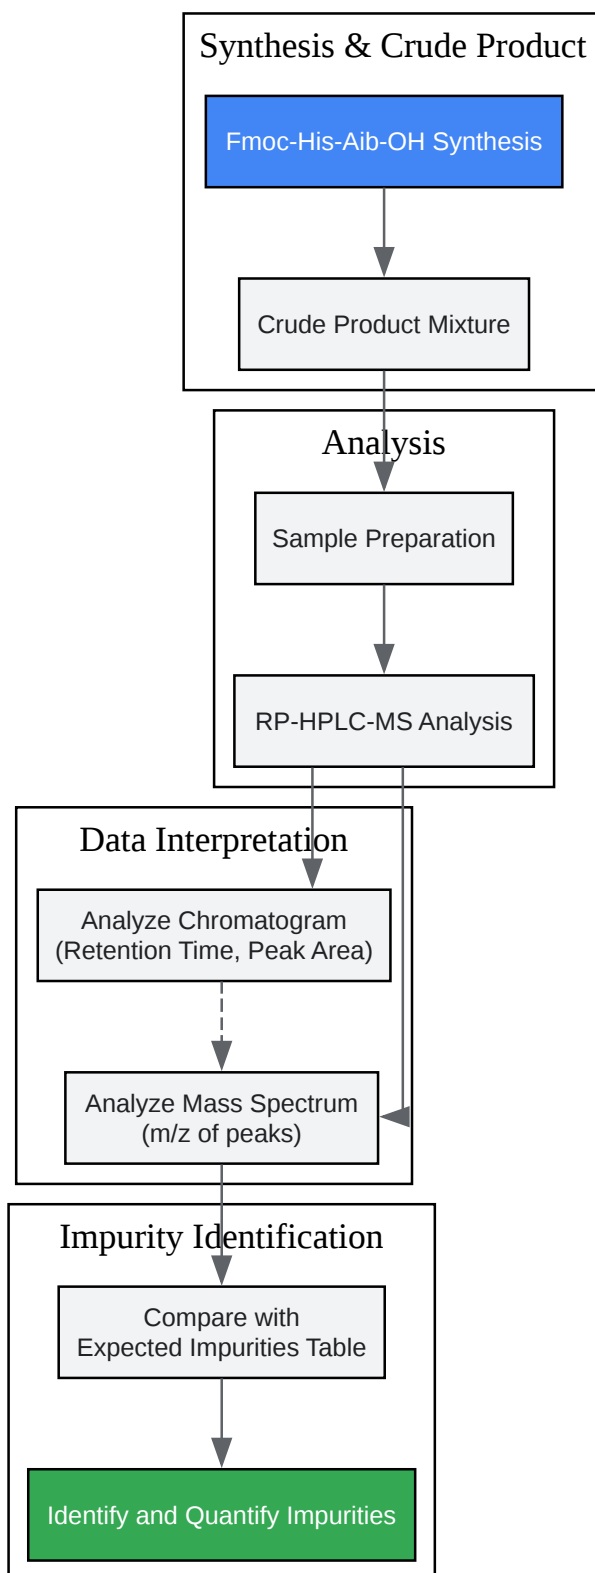 Synthesis & Crude Product
Fmoc-His-Aib-OH Synthesis
Crude Product Mixture
Analysis
Sample Preparation
RP-HPLC-MS Analysis
Data Interpretation
Analyze Chromatogram
(Retention Time, Peak Area)
Analyze Mass Spectrum
(m/z of peaks)
Impurity Identification
Compare with
Expected Impurities Table
Identify and Quantify Impurities